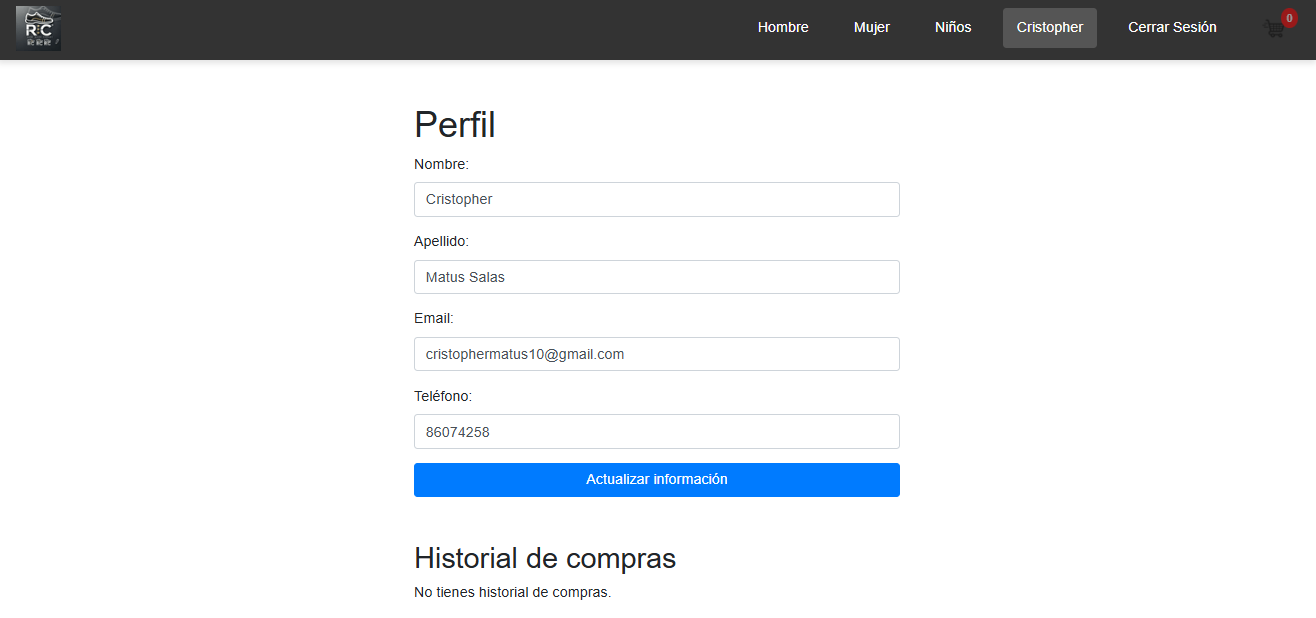 RC
Hombre Mujer Niños Cristopher Cerrar Sesión 0
Perfil
Nombre:
Cristopher
Apellido:
Matus Salas
Email:
cristophermatus10@gmail.com
Teléfono:
86074258
Actualizar información
Historial de compras
No tienes historial de compras.